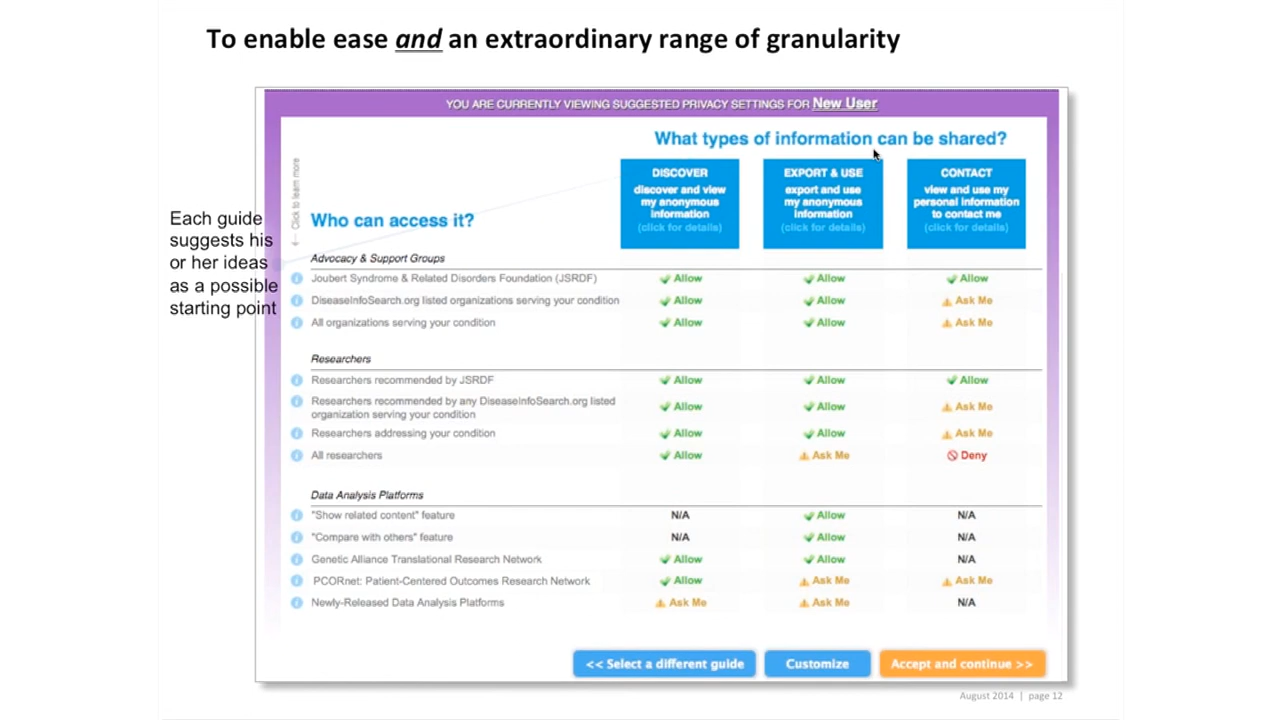 To enable ease and an extraordinary range of granularity
YOU ARE CURRENTLY VIEWING SUGGESTED PRIVACY SETTINGS FOR New User
What types of information can be shared?
<-- Click to learn more
Who can access it?
DISCOVER
discover and view
my anonymous
information
(click for details)
EXPORT & USE
export and use
my anonymous
information
(click for details)
CONTACT
view and use my
personal information
to contact me
(click for details)
Each guide
suggests his
or her ideas
as a possible
starting point
Advocacy & Support Groups
Joubert Syndrome & Related Disorders Foundation (JSRDF) Allow Allow Allow
DiseaseInfoSearch.org listed organizations serving your condition Allow Allow Ask Me
All organizations serving your condition Allow Allow Ask Me
Researchers
Researchers recommended by JSRDF Allow Allow Allow
Researchers recommended by any DiseaseInfoSearch.org listed
organization serving your condition Allow Allow Ask Me
Researchers addressing your condition Allow Allow Ask Me
All researchers Allow Ask Me Deny
Data Analysis Platforms
"Show related content" feature N/A Allow N/A
"Compare with others" feature N/A Allow N/A
Genetic Alliance Translational Research Network Allow Allow N/A
PCORnet: Patient-Centered Outcomes Research Network Allow Ask Me Ask Me
Newly-Released Data Analysis Platforms Ask Me Ask Me N/A
<< Select a different guide Customize Accept and continue >>
August 2014 | page 12